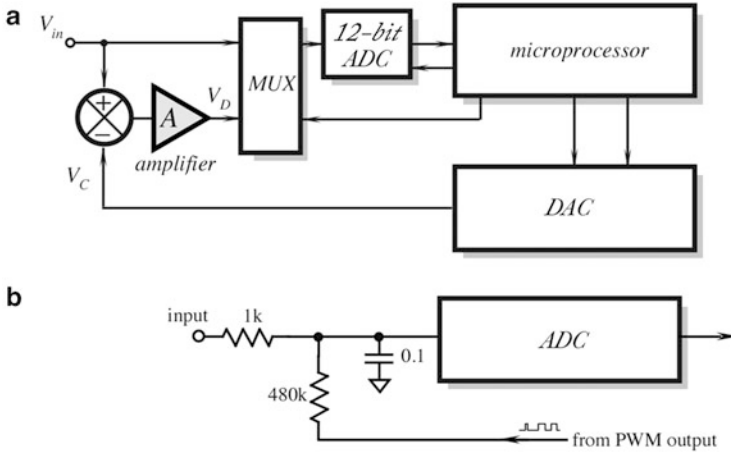 a
V_in
+
−
V_C
A
amplifier
V_D
MUX
12-bit
ADC
microprocessor
DAC
b
input
1k
480k
0.1
ADC
from PWM output